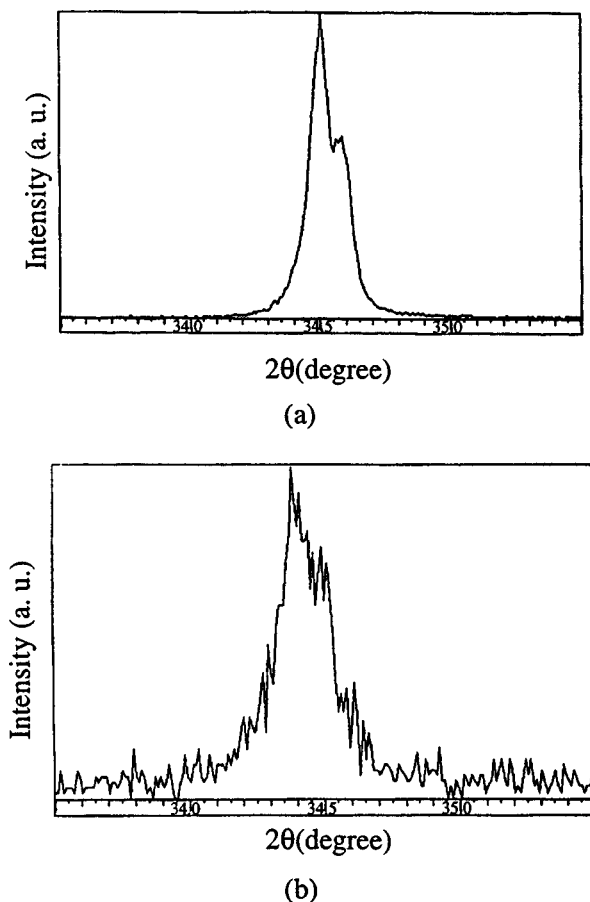 Intensity (a. u.)
34.0 34.5 35.0
2θ(degree)
(a)
Intensity (a. u.)
34.0 34.5 35.0
2θ(degree)
(b)